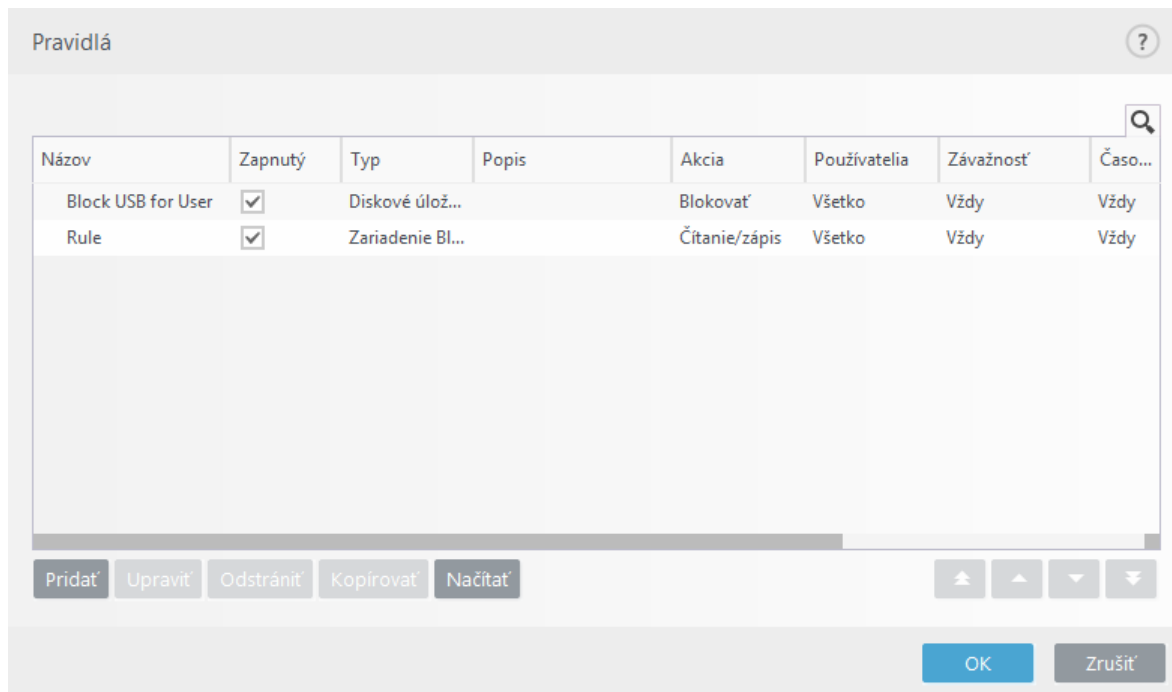 Pravidlá ?
Názov Zapnutý Typ Popis Akcia Používatelia Závažnosť Časo...
Block USB for User Diskové úlož... Blokovať Všetko Vždy Vždy
Rule Zariadenie Bl... Čítanie/zápis Všetko Vždy Vždy
Pridať Upraviť Odstrániť Kopírovať Načítať
OK Zrušiť